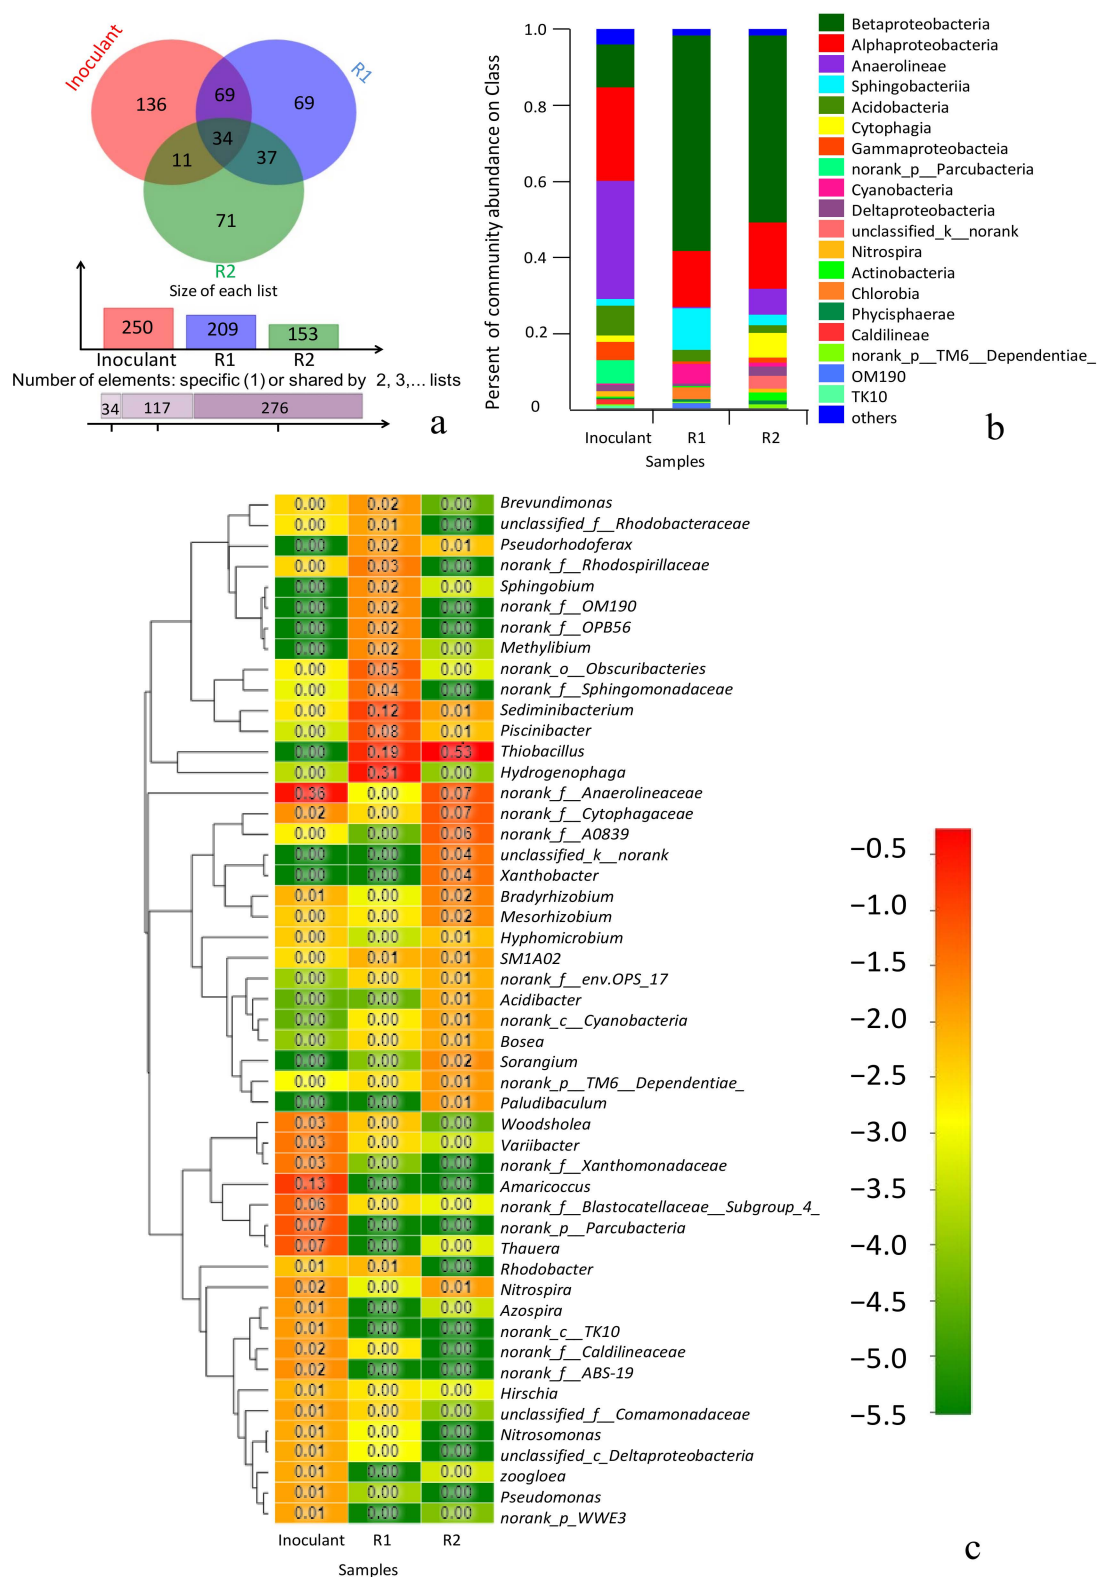 Inoculant
R1
136
69
69
34
11
37
71
R2
Size of each list
250
209
153
Inoculant
R1
R2
Number of elements: specific (1) or shared by 2, 3,... lists
34
117
276
a
Persent of community abundance on Class
1.0
0.8
0.6
0.4
0.2
0
Inoculant
R1
R2
Samples
Betaproteobacteria
Alphaproteobacteria
Anaerolineae
Sphingobacteriia
Acidobacteria
Cytophagia
Gammaproteobacteia
norank_p__Parcubacteria
Cyanobacteria
Deltaproteobacteria
unclassified_k__norank
Nitrospira
Actinobacteria
Chlorobia
Phycisphaerae
Caldilineae
norank_p__TM6__Dependentiae_
OM190
TK10
others
b
0.00 0.02 0.00 Brevundimonas
0.00 0.01 0.00 unclassified_f__Rhodobacteraceae
0.00 0.02 0.01 Pseudorhodoferax
0.00 0.03 0.00 norank_f__Rhodospirillaceae
0.00 0.02 0.00 Sphingobium
0.00 0.02 0.00 norank_f__OM190
0.00 0.02 0.00 norank_f__OPB56
0.00 0.02 0.00 Methylibium
0.00 0.05 0.00 norank_o__Obscuribacteries
0.00 0.04 0.00 norank_f__Sphingomonadaceae
0.00 0.12 0.01 Sediminibacterium
0.00 0.08 0.01 Piscinibacter
0.00 0.19 0.53 Thiobacillus
0.00 0.31 0.00 Hydrogenophaga
0.36 0.00 0.07 norank_f__Anaerolineaceae
0.02 0.00 0.07 norank_f__Cytophagaceae
0.00 0.00 0.06 norank_f__A0839
0.00 0.00 0.04 unclassified_k__norank
0.00 0.00 0.04 Xanthobacter
0.01 0.00 0.02 Bradyrhizobium
0.00 0.00 0.02 Mesorhizobium
0.00 0.00 0.01 Hyphomicrobium
0.00 0.01 0.01 SM1A02
0.00 0.00 0.01 norank_f__env.OPS_17
0.00 0.00 0.01 Acidibacter
0.00 0.00 0.01 norank_c__Cyanobacteria
0.00 0.00 0.01 Bosea
0.00 0.00 0.02 Sorangium
0.00 0.00 0.01 norank_p__TM6__Dependentiae_
0.00 0.00 0.01 Paludibaculum
0.03 0.00 0.00 Woodsholea
0.03 0.00 0.00 Variibacter
0.03 0.00 0.00 norank_f__Xanthomonadaceae
0.13 0.00 0.00 Amaricoccus
0.06 0.00 0.00 norank_f__Blastocatellaceae__Subgroup_4_
0.07 0.00 0.00 norank_p__Parcubacteria
0.07 0.00 0.00 Thauera
0.01 0.01 0.00 Rhodobacter
0.02 0.00 0.01 Nitrospira
0.01 0.00 0.00 Azospira
0.01 0.00 0.00 norank_c__TK10
0.02 0.00 0.00 norank_f__Caldilineaceae
0.02 0.00 0.00 norank_f__ABS-19
0.01 0.00 0.00 Hirschia
0.01 0.00 0.00 unclassified_f__Comamonadaceae
0.01 0.00 0.00 Nitrosomonas
0.01 0.00 0.00 unclassified_c_Deltaproteobacteria
0.01 0.00 0.00 zoogloea
0.01 0.00 0.00 Pseudomonas
0.01 0.00 0.00 norank_p_WWE3
Inoculant R1 R2
Samples
−0.5
−1.0
−1.5
−2.0
−2.5
−3.0
−3.5
−4.0
−4.5
−5.0
−5.5
c